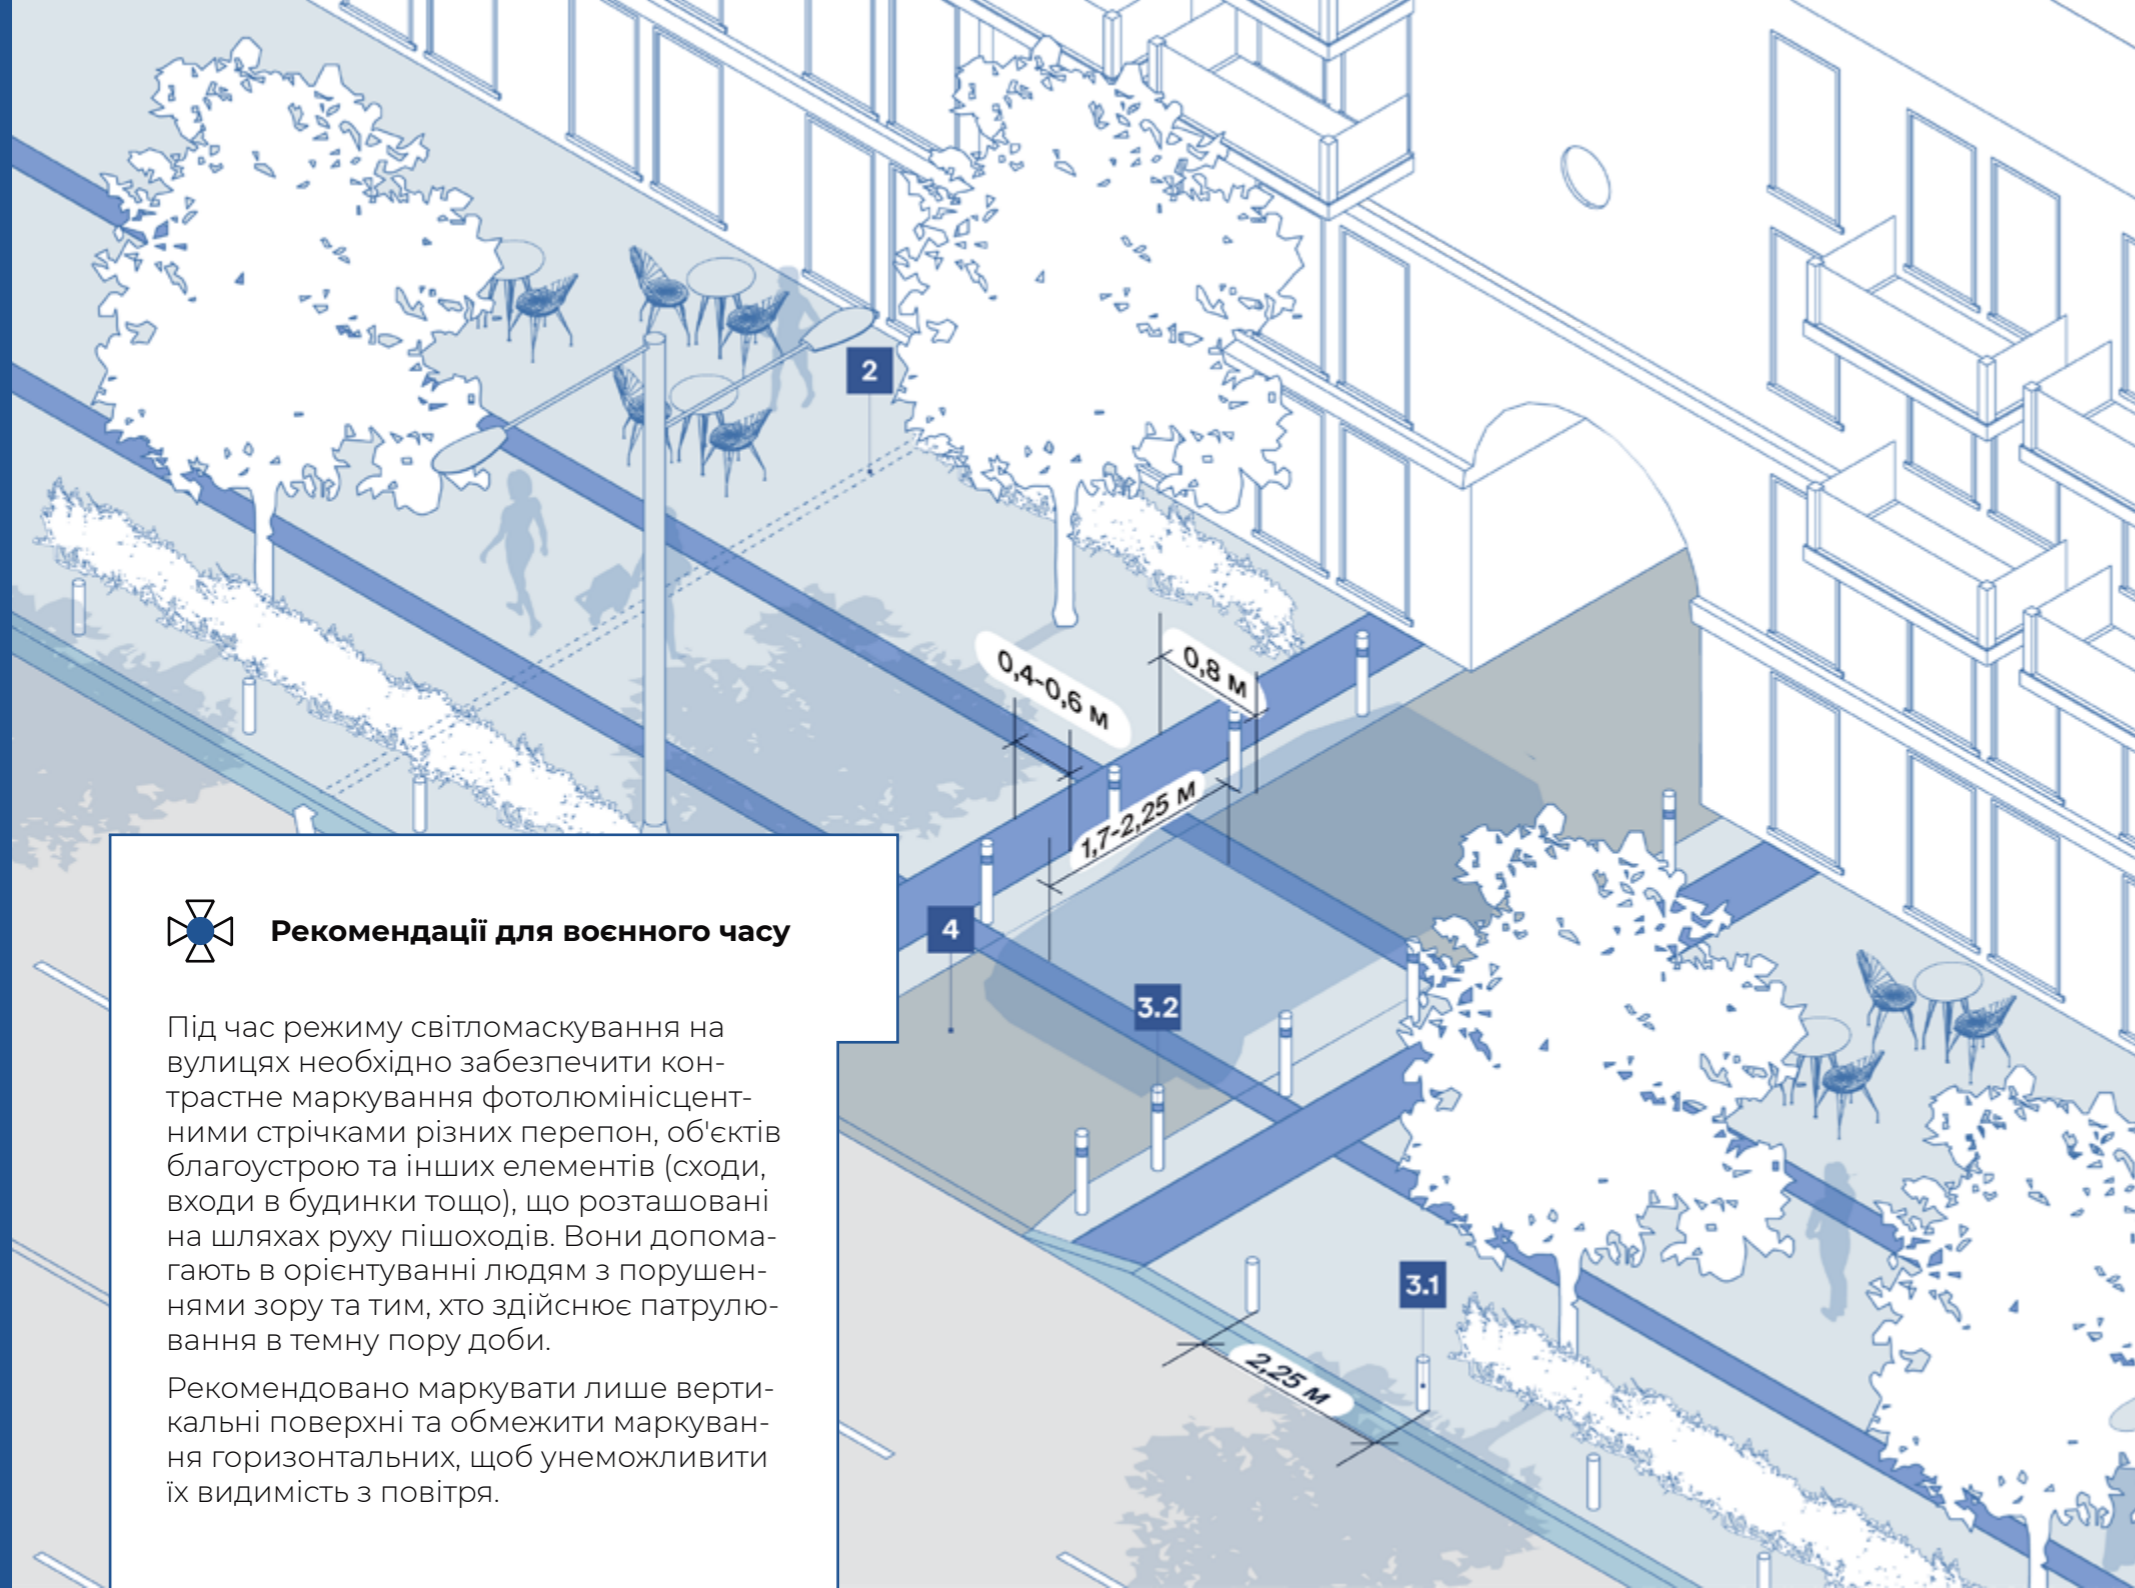 2
0,4-0,6 м
0,8 м
1,7-2,25 м
4
3.2
3.1
2,25 м
Рекомендації для воєнного часу
Під час режиму світломаскування на
вулицях необхідно забезпечити кон-
трастне маркування фотолюмінісцент-
ними стрічками різних перепон, об'єктів
благоустрою та інших елементів (сходи,
входи в будинки тощо), що розташовані
на шляхах руху пішоходів. Вони допома-
гають в орієнтуванні людям з порушен-
нями зору та тим, хто здійснює патрулю-
вання в темну пору доби.
Рекомендовано маркувати лише верти-
кальні поверхні та обмежити маркуван-
ня горизонтальних, щоб унеможливити
їх видимість з повітря.